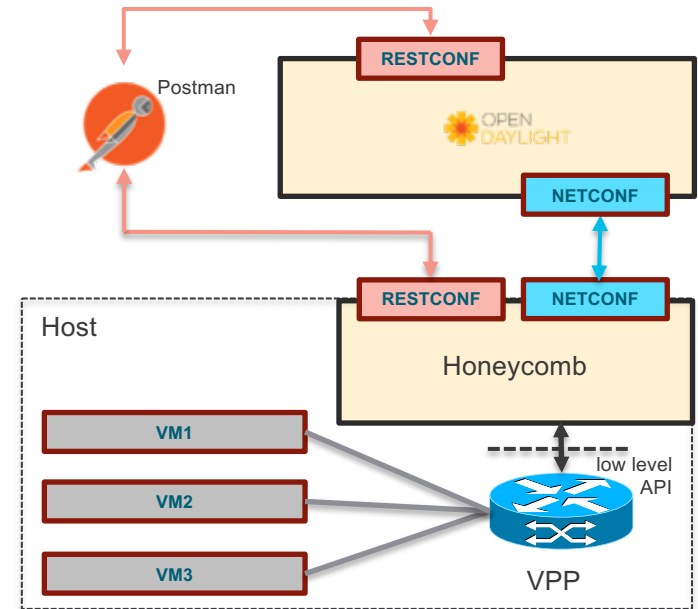 RESTCONF
Postman
OPEN
DAYLIGHT
NETCONF
RESTCONF
NETCONF
Host
Honeycomb
VM1
low level
API
VM2
VM3
VPP